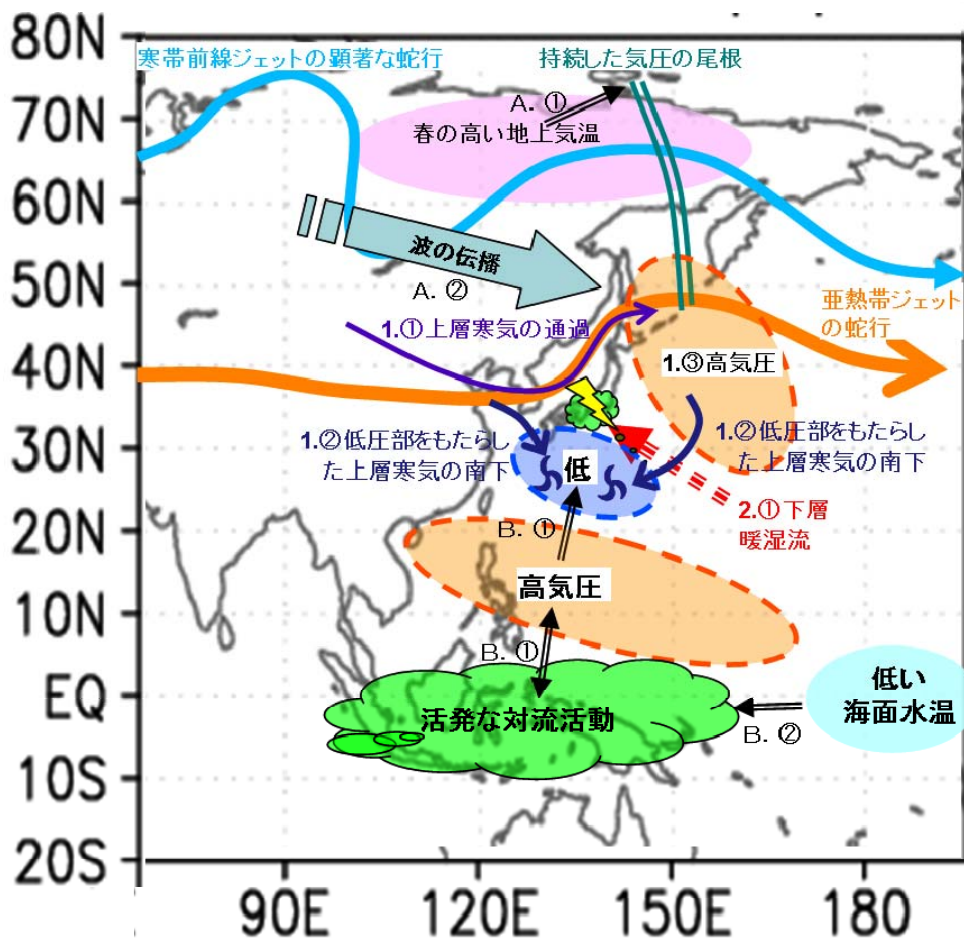 80N
寒帯前線ジェットの顕著な蛇行
持続した気圧の尾根
A. ①
70N
春の高い地上気温
60N
波の伝播
A. ②
50N
亜熱帯ジェット
の蛇行
1.①上層寒気の通過
40N
1.③高気圧
30N
1.②低圧部をもたらし
た上層寒気の南下
低
1.②低圧部をもたらし
た上層寒気の南下
20N
B. ①
2.①下層
暖湿流
高気圧
10N
B. ①
EQ
活発な対流活動
低い
海面水温
B. ②
10S
20S
90E
120E
150E
180